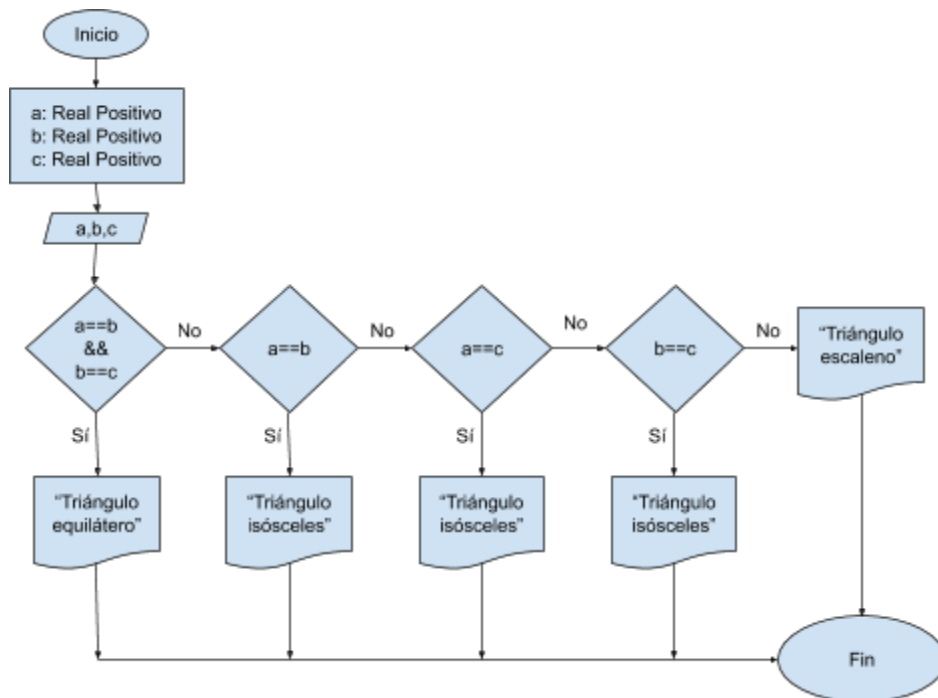 Inicio
a: Real Positivo
b: Real Positivo
c: Real Positivo
a,b,c
a==b
&&
b==c
No
a==b
No
a==c
No
b==c
No
“Triángulo
escaleno”
Sí
Sí
Sí
Sí
“Triángulo
equilátero”
“Triángulo
isósceles”
“Triángulo
isósceles”
“Triángulo
isósceles”
Fin